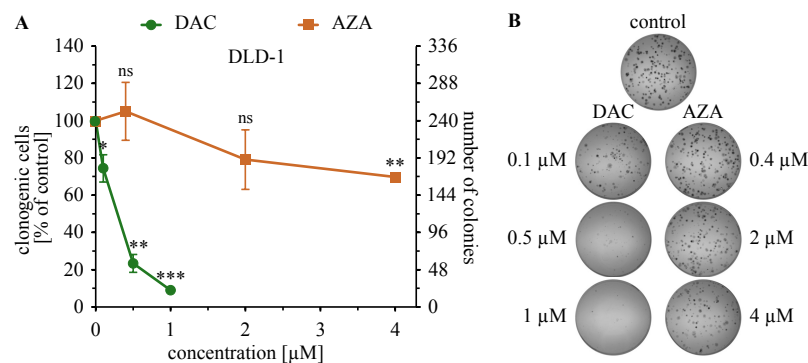 A
DAC
AZA
DLD-1
clonogenic cells
[% of control]
140
120
100
80
60
40
20
0
ns
ns
*
**
**
***
336
288
240
192
144
96
48
0
number of colonies
0
1
2
3
4
concentration [µM]
B
control
DAC
AZA
0.1 µM
0.4 µM
0.5 µM
2 µM
1 µM
4 µM